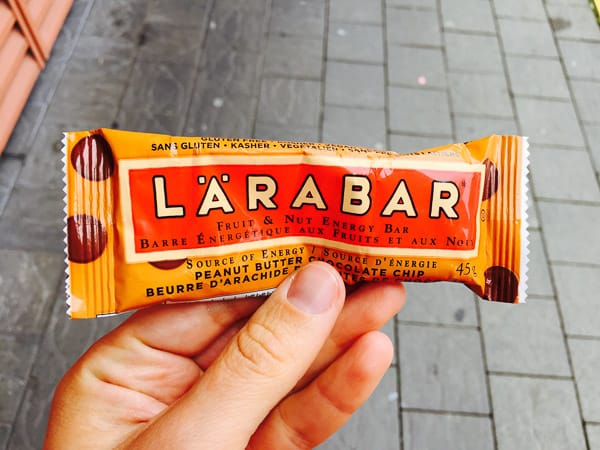 GLUTEN FREE
SANS GLUTEN • KASHER • VÉGÉTALIEN
LÄRABAR
FRUIT & NUT ENERGY BAR
BARRE ÉNERGÉTIQUE AUX FRUITS ET AUX NOIX
SOURCE OF ENERGY / SOURCE D'ÉNERGIE
PEANUT BUTTER CHOCOLATE CHIP
BEURRE D'ARACHIDE
45g